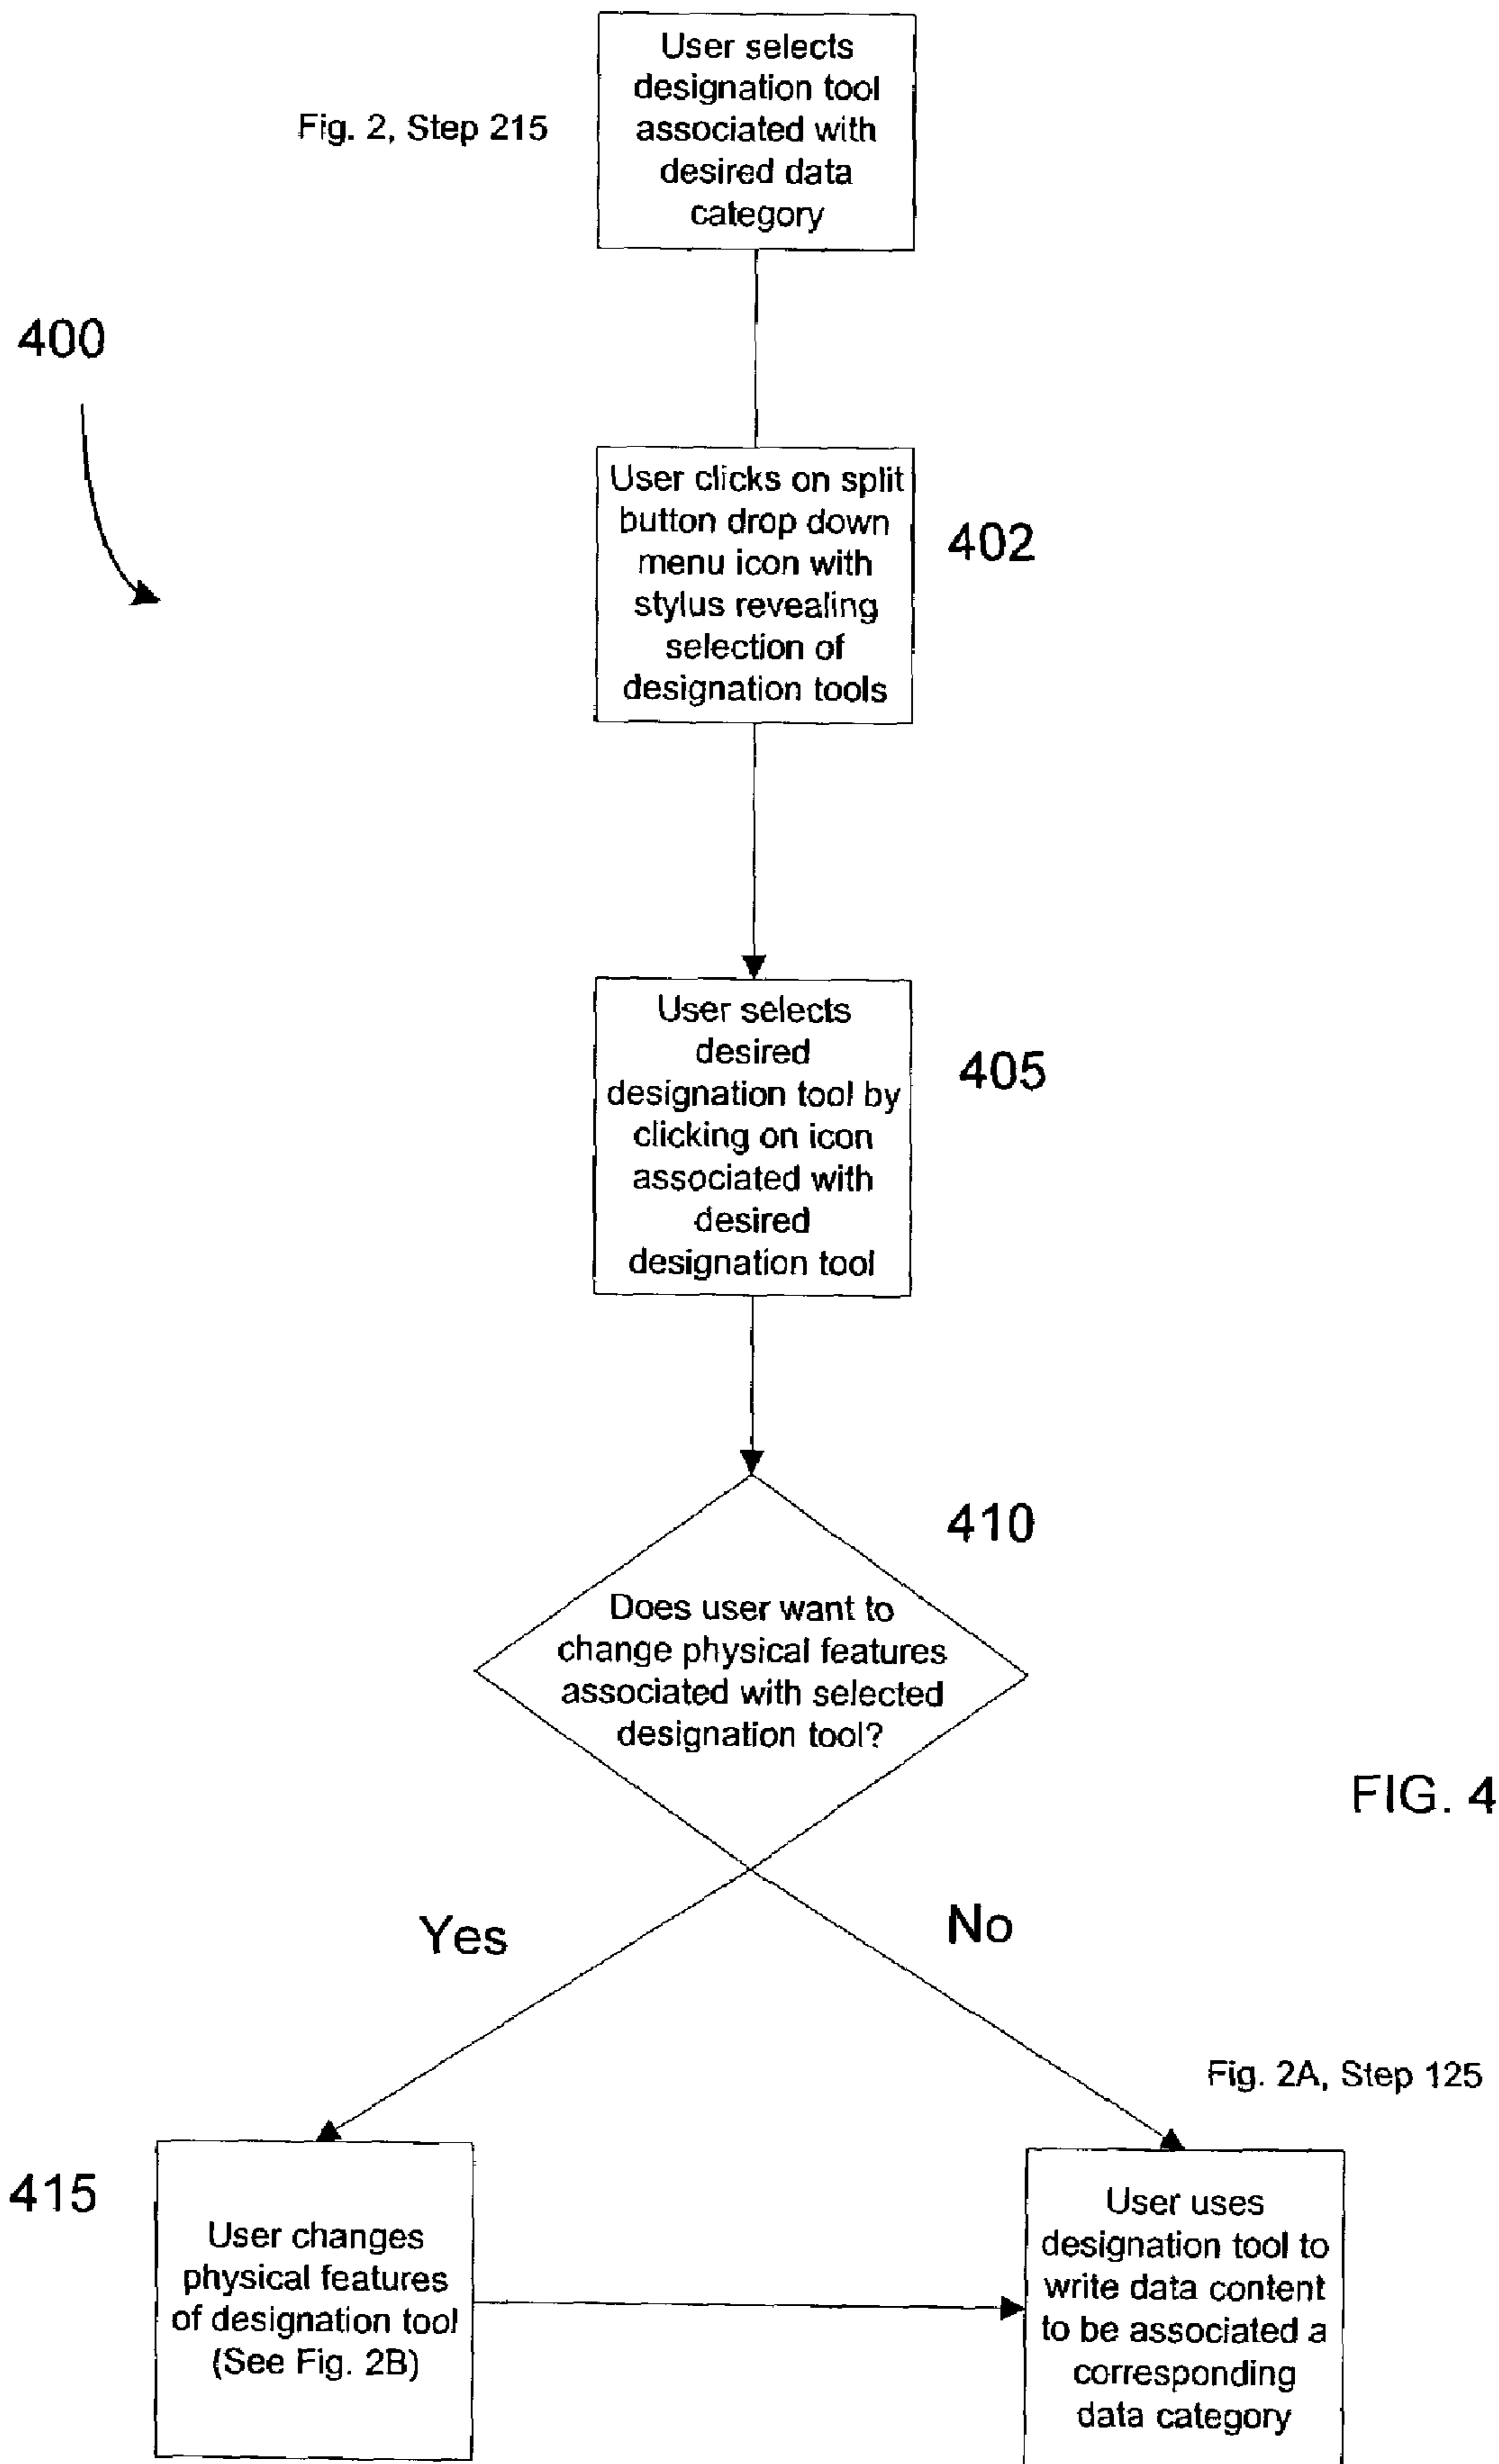 User selects
designation tool
associated with
desired data
category
Fig. 2, Step 215
400
User clicks on split
button drop down
menu icon with
stylus revealing
selection of
designation tools
402
User selects
desired
designation tool by
clicking on icon
associated with
desired
designation tool
405
410
Does user want to
change physical features
associated with selected
designation tool?
FIG. 4
Yes
No
Fig. 2A, Step 125
415
User changes
physical features
of designation tool
(See Fig. 2B)
User uses
designation tool to
write data content
to be associated a
corresponding
data category